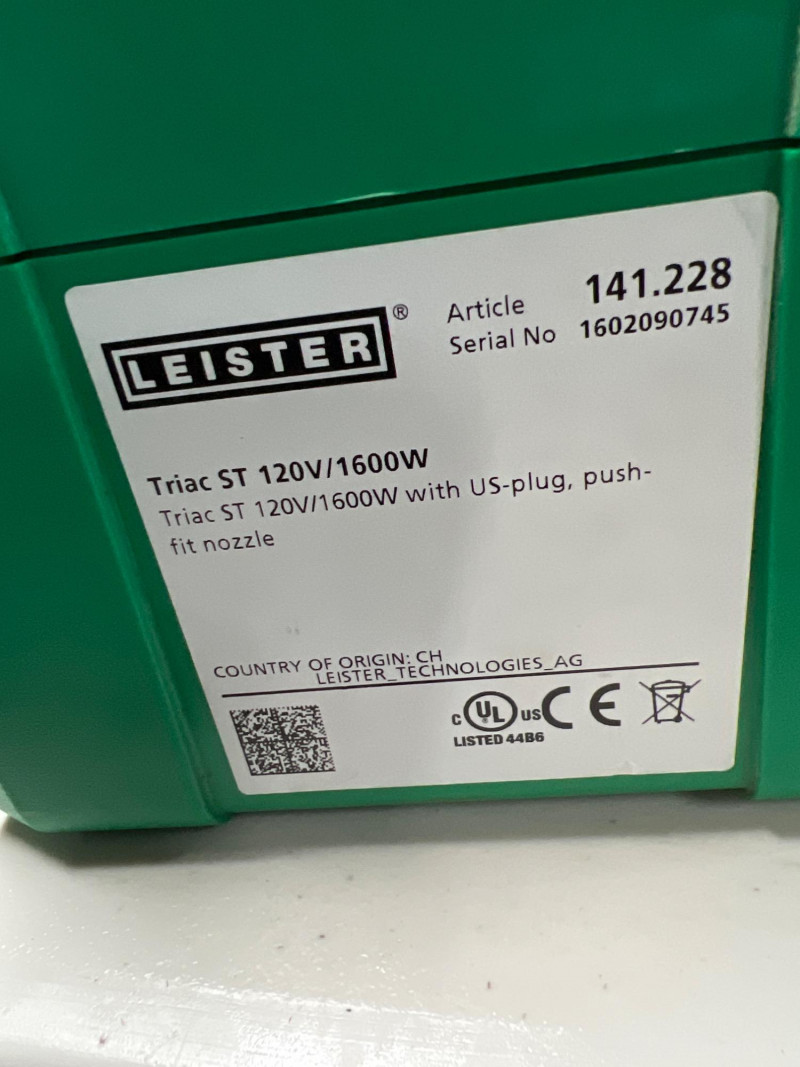 LEISTER®
Article 141.228
Serial No 1602090745
Triac ST 120V/1600W
Triac ST 120V/1600W with US-plug, push-
fit nozzle
COUNTRY OF ORIGIN: CH
LEISTER_TECHNOLOGIES_AG
C UL US CE
LISTED 44B6